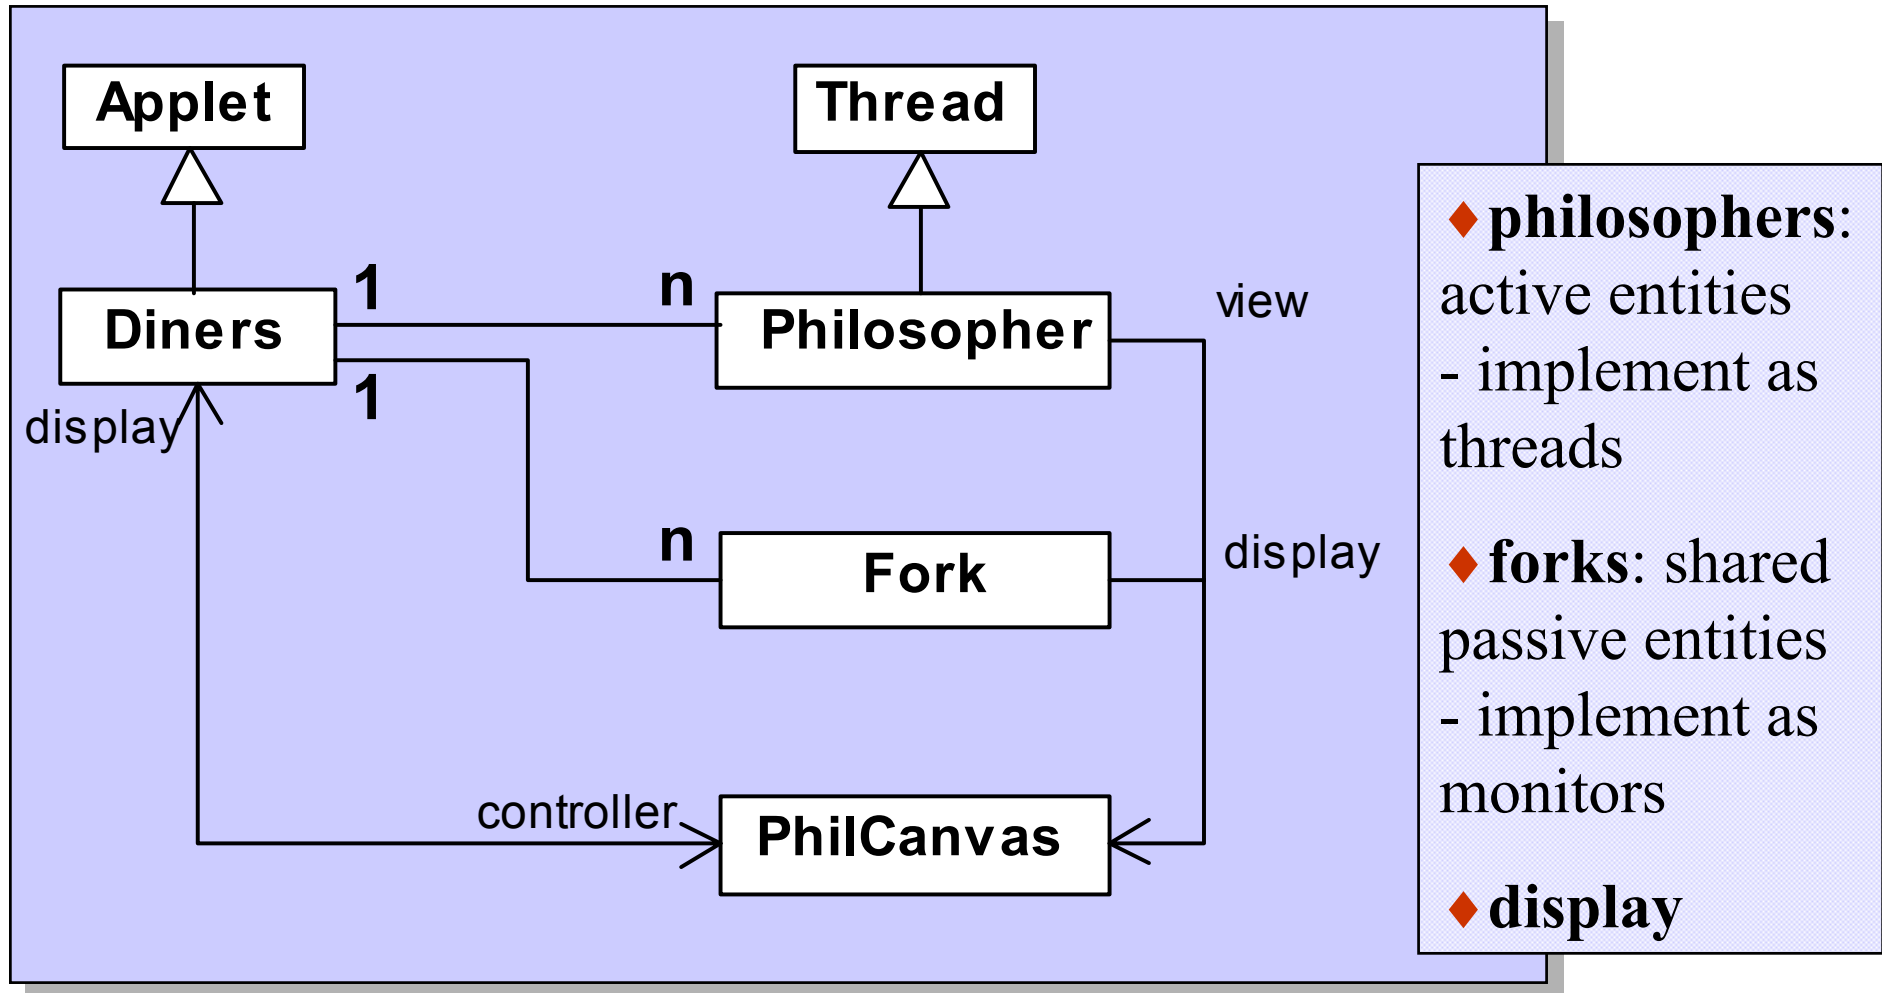 Applet
Thread
Diners
1
n
Philosopher
view
1
display
n
Fork
display
controller
PhilCanvas
♦philosophers:
active entities
- implement as
threads
♦forks: shared
passive entities
- implement as
monitors
♦display